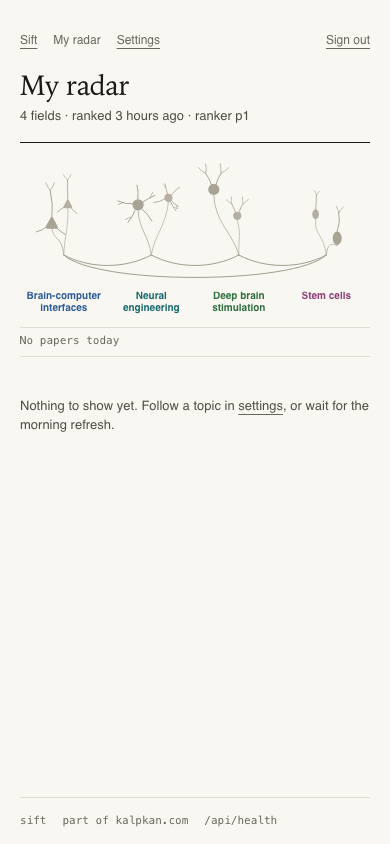 Sift My radar Settings Sign out
My radar
4 fields · ranked 3 hours ago · ranker p1
Brain-computer interfaces
Neural engineering
Deep brain stimulation
Stem cells
No papers today
Nothing to show yet. Follow a topic in settings, or wait for the
morning refresh.
sift part of kalpkan.com /api/health